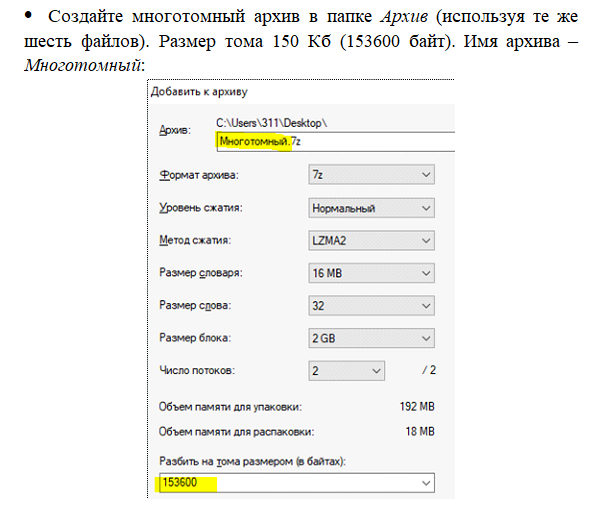 • Создайте многотомный архив в папке Архив (используя те же
шесть файлов). Размер тома 150 Кб (153600 байт). Имя архива –
Многотомный:
Добавить к архиву
Архив: C:\Users\311\Desktop\
Многотомный.7z
Формат архива: 7z
Уровень сжатия: Нормальный
Метод сжатия: LZMA2
Размер словаря: 16 MB
Размер слова: 32
Размер блока: 2 GB
Число потоков: 2 / 2
Объем памяти для упаковки: 192 MB
Объем памяти для распаковки: 18 MB
Разбить на тома размером (в байтах):
153600